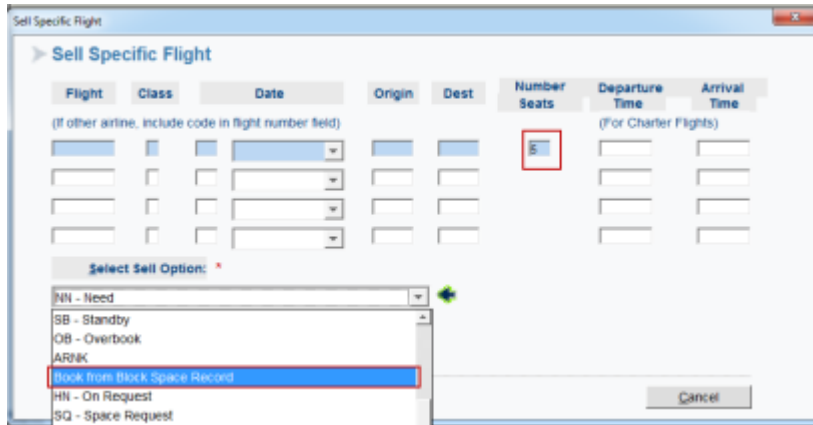 Sell Specific Flight
Sell Specific Flight
Flight Class Date Origin Dest Number Seats Departure Time Arrival Time
(If other airline, include code in flight number field) (For Charter Flights)
5
Select Sell Option: *
NN - Need
SB - Standby
OB - Overbook
ARNK
Book from Block Space Record
HN - On Request
SQ - Space Request
Cancel